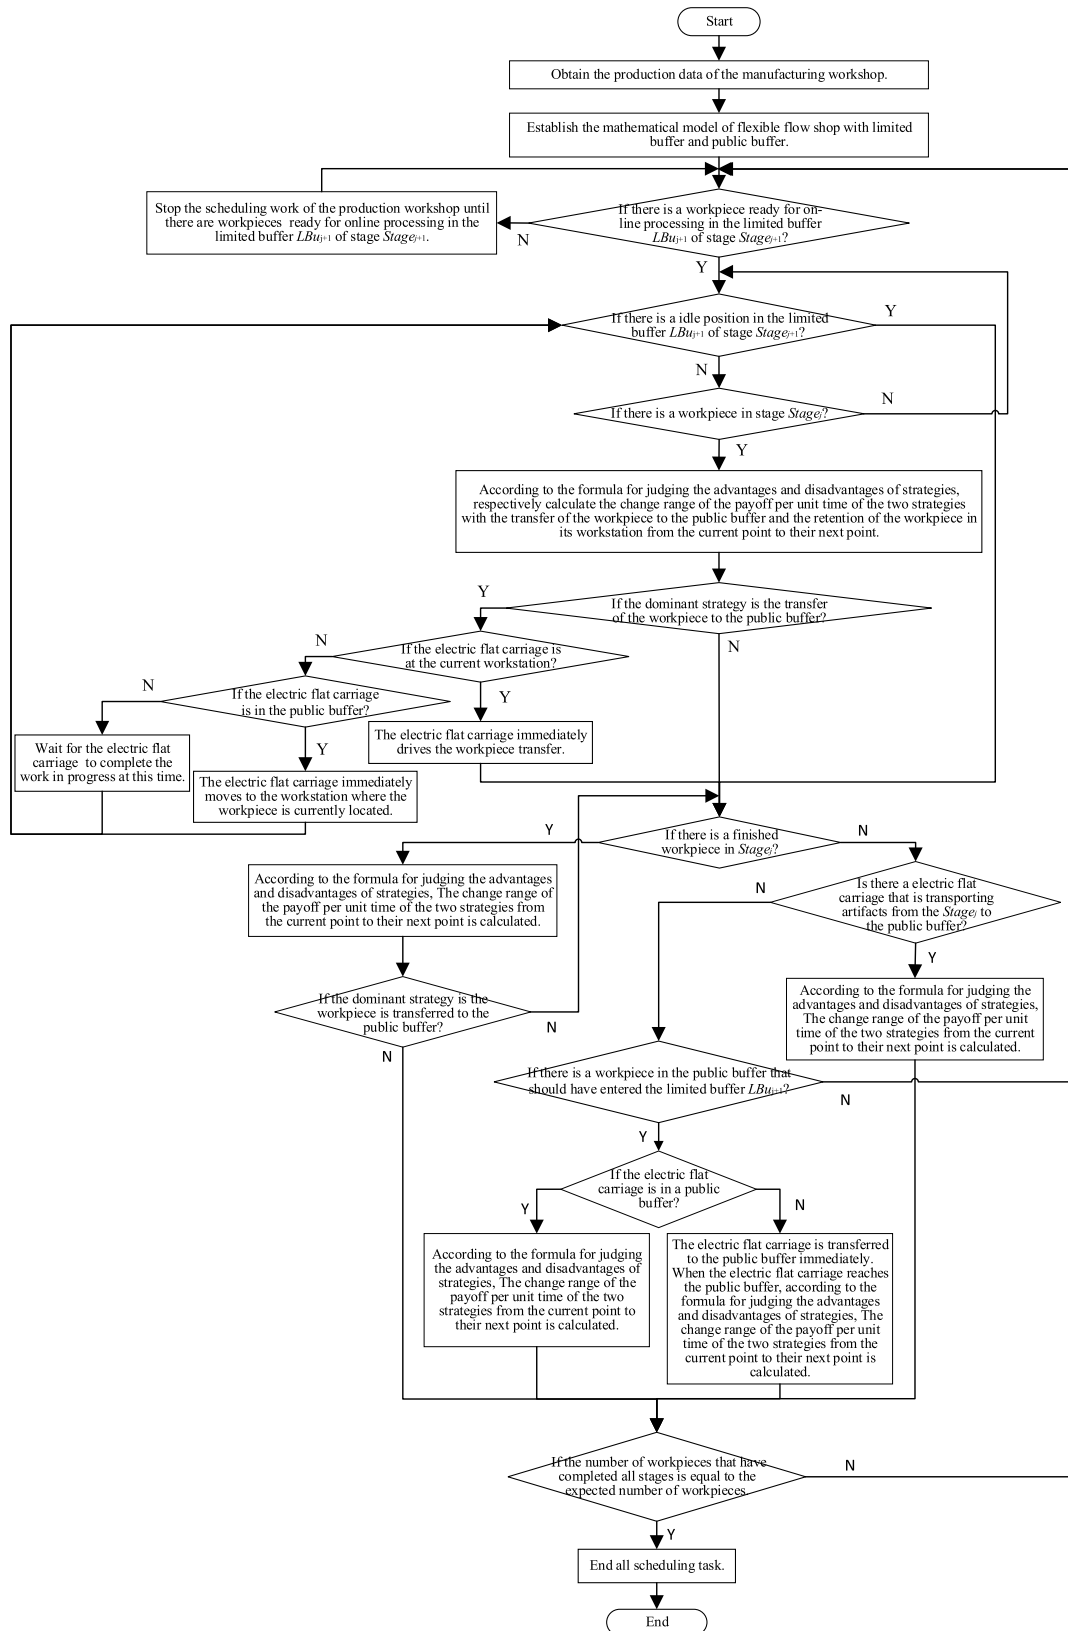 Start
Obtain the production data of the manufacturing workshop.
Establish the mathematical model of flexible flow shop with limited
buffer and public buffer.
Stop the scheduling work of the production workshop until
there are workpieces ready for online processing in the
limited buffer LBuj+1 of stage Stagej+1.
N
If there is a workpiece ready for on-
line processing in the limited buffer
LBuj+1 of stage Stagej+1?
Y
If there is a idle position in the limited
buffer LBuj+1 of stage Stagej+1?
Y
N
If there is a workpiece in stage Stagej?
N
Y
According to the formula for judging the advantages and disadvantages of strategies,
respectively calculate the change range of the payoff per unit time of the two strategies
with the transfer of the workpiece to the public buffer and the retention of the workpiece in
its workstation from the current point to their next point.
Y
If the dominant strategy is the transfer
of the workpiece to the public buffer?
N
N
If the electric flat carriage is
at the current workstation?
Y
N
If the electric flat carriage
is in the public buffer?
Y
The electric flat carriage immediately
drives the workpiece transfer.
Wait for the electric flat
carriage to complete the
work in progress at this time.
The electric flat carriage immediately
moves to the workstation where the
workpiece is currently located.
Y
If there is a finished
workpiece in Stagej?
N
According to the formula for judging the advantages
and disadvantages of strategies, The change range of
the payoff per unit time of the two strategies from
the current point to their next point is calculated.
N
Is there a electric flat
carriage that is transporting
artifacts from the Stagej to
the public buffer?
Y
If the dominant strategy is the
workpiece is transferred to the
public buffer?
N
N
According to the formula for judging the
advantages and disadvantages of strategies,
The change range of the payoff per unit
time of the two strategies from the current
point to their next point is calculated.
If there is a workpiece in the public buffer that
should have entered the limited buffer LBuj+1?
N
Y
If the electric flat
carriage is in a public
buffer?
Y
N
According to the formula for judging
the advantages and disadvantages of
strategies, The change range of the
payoff per unit time of the two
strategies from the current point to
their next point is calculated.
The electric flat carriage is transferred
to the public buffer immediately.
When the electric flat carriage reaches
the public buffer, according to the
formula for judging the advantages
and disadvantages of strategies, The
change range of the payoff per unit
time of the two strategies from the
current point to their next point is
calculated.
If the number of workpieces that have
completed all stages is equal to the
expected number of workpieces
N
Y
End all scheduling task.
End